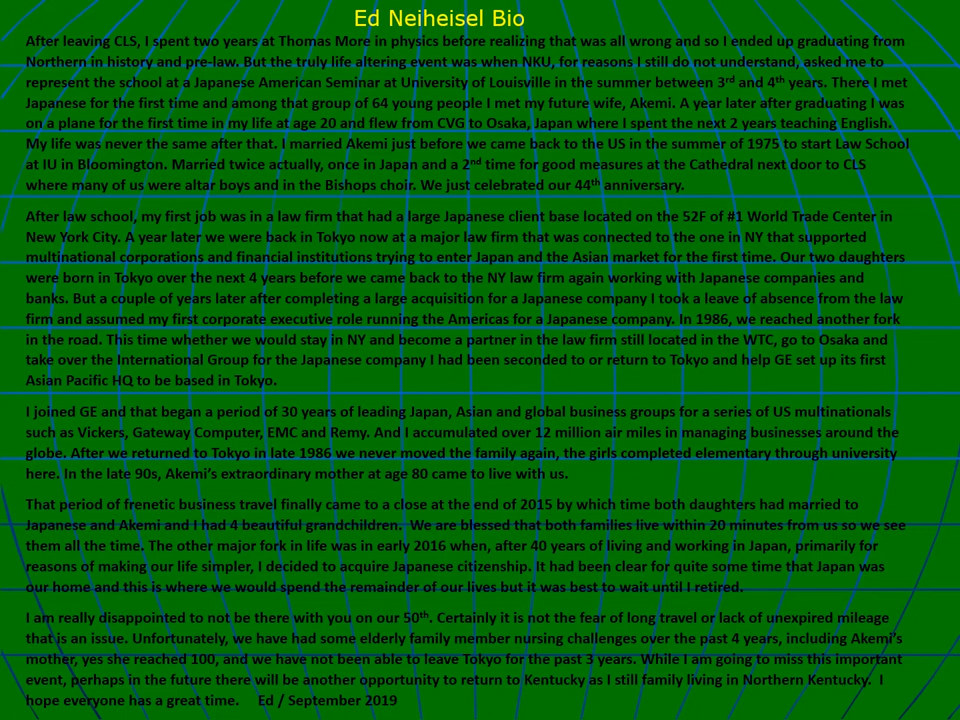 Ed Neiheisel Bio
After leaving CLS, I spent two years at Thomas More in physics before realizing that was all wrong and so I ended up graduating from
Northern in history and pre-law. But the truly life altering event was when NKU, for reasons I still do not understand, asked me to
represent the school at a Japanese American Seminar at University of Louisville in the summer between 3rd and 4th years. There I met
Japanese for the first time and among that group of 64 young people I met my future wife, Akemi. A year later after graduating I was
on a plane for the first time in my life at age 20 and flew from CVG to Osaka, Japan where I spent the next 2 years teaching English.
My life was never the same after that. I married Akemi just before we came back to the US in the summer of 1975 to start Law School
at IU in Bloomington. Married twice actually, once in Japan and a 2nd time for good measures at the Cathedral next door to CLS
where many of us were altar boys and in the Bishops choir. We just celebrated our 44th anniversary.
After law school, my first job was in a law firm that had a large Japanese client base located on the 52F of #1 World Trade Center in
New York City. A year later we were back in Tokyo now at a major law firm that was connected to the one in NY that supported
multinational corporations and financial institutions trying to enter Japan and the Asian market for the first time. Our two daughters
were born in Tokyo over the next 4 years before we came back to the NY law firm again working with Japanese companies and
banks. But a couple of years later after completing a large acquisition for a Japanese company I took a leave of absence from the law
firm and assumed my first corporate executive role running the Americas for a Japanese company. In 1986, we reached another fork
in the road. This time whether we would stay in NY and become a partner in the law firm still located in the WTC, go to Osaka and
take over the International Group for the Japanese company I had been seconded to or return to Tokyo and help GE set up its first
Asian Pacific HQ to be based in Tokyo.
I joined GE and that began a period of 30 years of leading Japan, Asian and global business groups for a series of US multinationals
such as Vickers, Gateway Computer, EMC and Remy. And I accumulated over 12 million air miles in managing businesses around the
globe. After we returned to Tokyo in late 1986 we never moved the family again, the girls completed elementary through university
here. In the late 90s, Akemi's extraordinary mother at age 80 came to live with us.
That period of frenetic business travel finally came to a close at the end of 2015 by which time both daughters had married to
Japanese and Akemi and I had 4 beautiful grandchildren. We are blessed that both families live within 20 minutes from us so we see
them all the time. The other major fork in life was in early 2016 when, after 40 years of living and working in Japan, primarily for
reasons of making our life simpler, I decided to acquire Japanese citizenship. It had been clear for quite some time that Japan was
our home and this is where we would spend the remainder of our lives but it was best to wait until I retired.
I am really disappointed to not be there with you on our 50th. Certainly it is not the fear of long travel or lack of unexpired mileage
that is an issue. Unfortunately, we have had some elderly family member nursing challenges over the past 4 years, including Akemi's
mother, yes she reached 100, and we have not been able to leave Tokyo for the past 3 years. While I am going to miss this important
event, perhaps in the future there will be another opportunity to return to Kentucky as I still family living in Northern Kentucky. I
hope everyone has a great time. Ed / September 2019